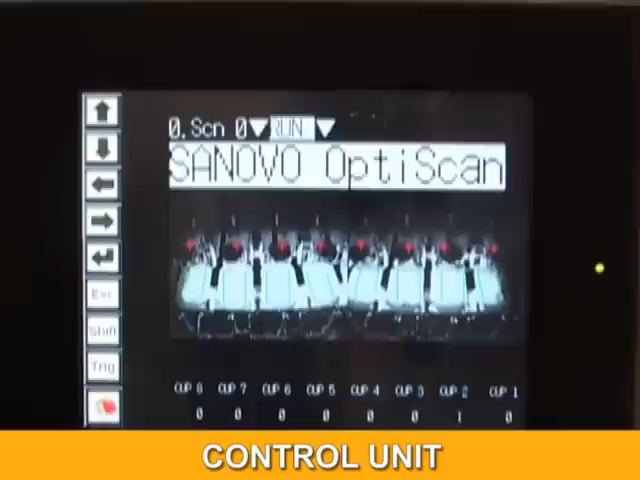 0.Scn 0▼ RUN ▼
SANOVO OptiScan
Esc
Shift
Trig
CUP 8 CUP 7 CUP 6 CUP 5 CUP 4 CUP 3 CUP 2 CUP 1
0 0 0 0 0 0 1 0
CONTROL UNIT